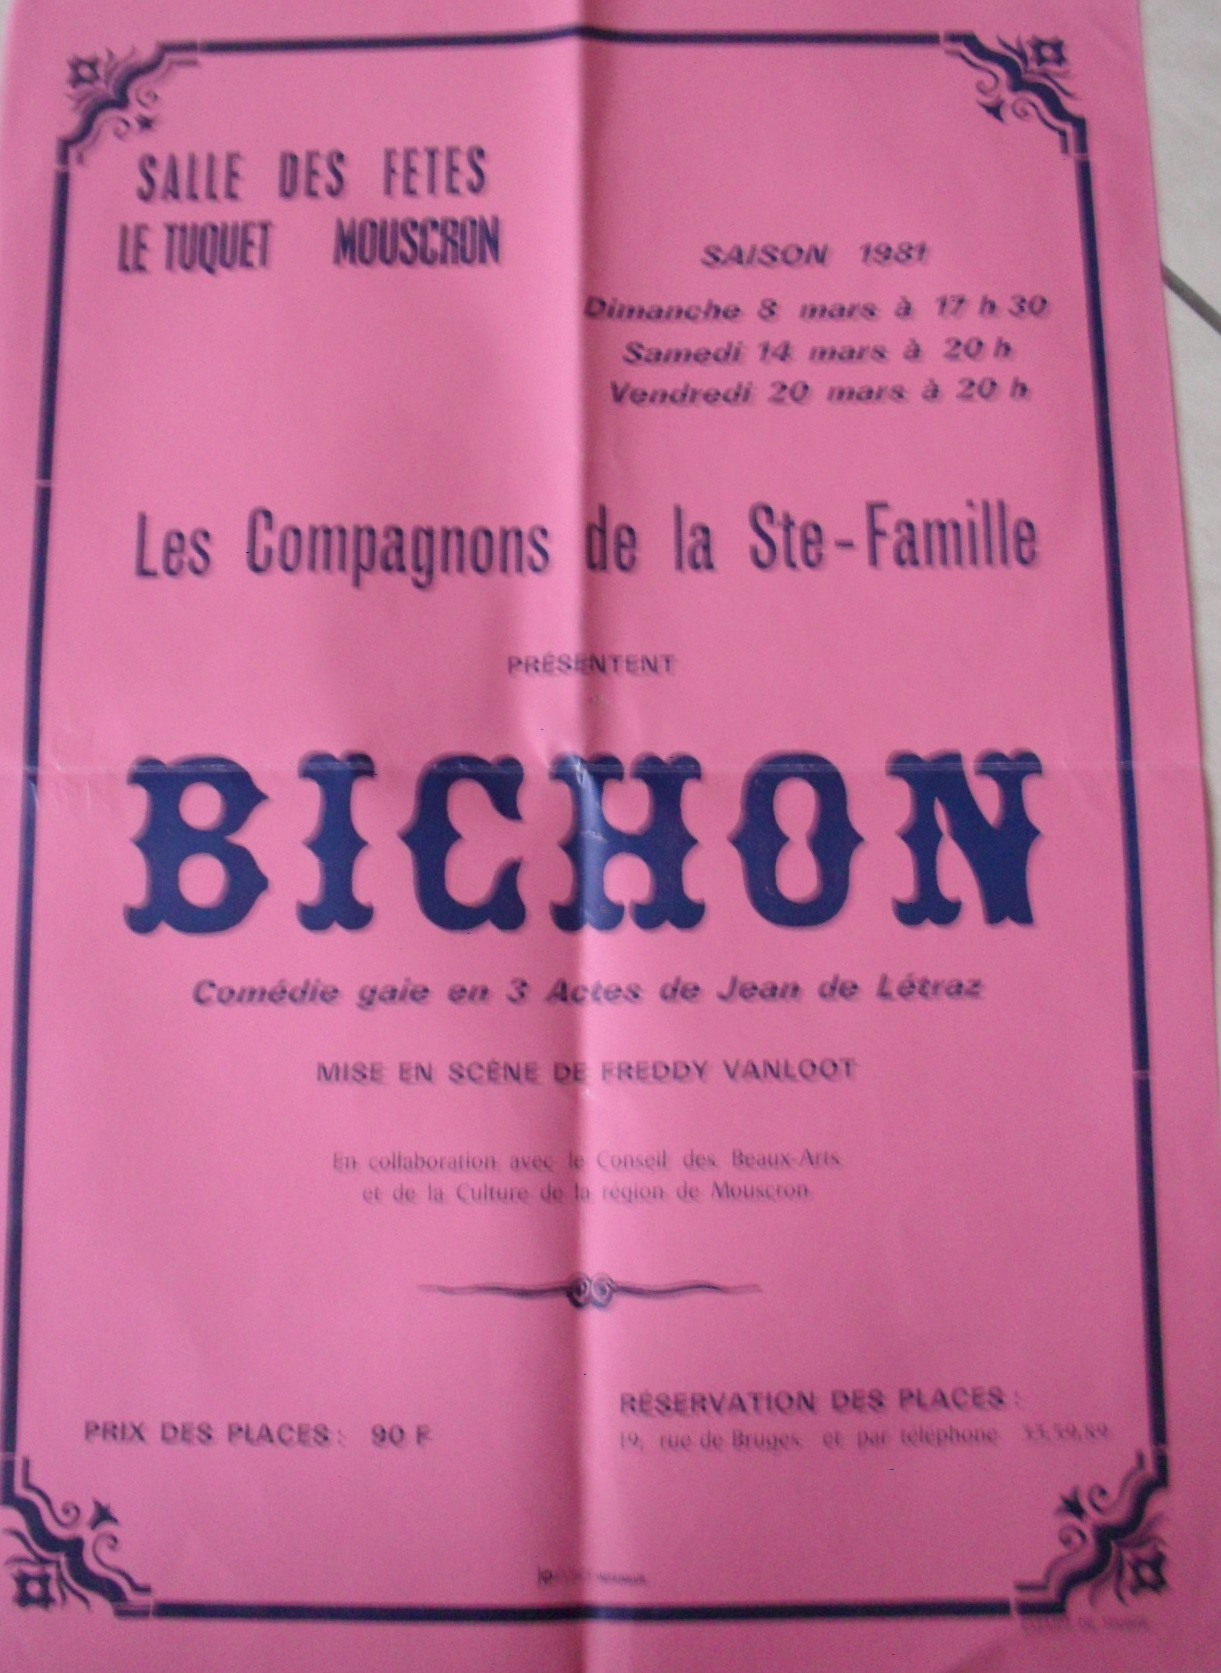 SALLE DES FETES
LE TUQUET MOUSCRON
SAISON 1981
Dimanche 8 mars à 17 h 30
Samedi 14 mars à 20 h
Vendredi 20 mars à 20 h
Les Compagnons de la Ste-Famille
PRÉSENTENT
BICHON
Comédie gaie en 3 Actes de Jean de Létraz
MISE EN SCÈNE DE FREDDY VANLOOT
En collaboration avec le Conseil des Beaux-Arts
et de la Culture de la région de Mouscron
PRIX DES PLACES : 90 F
RÉSERVATION DES PLACES :
19, rue de Bruges et par téléphone